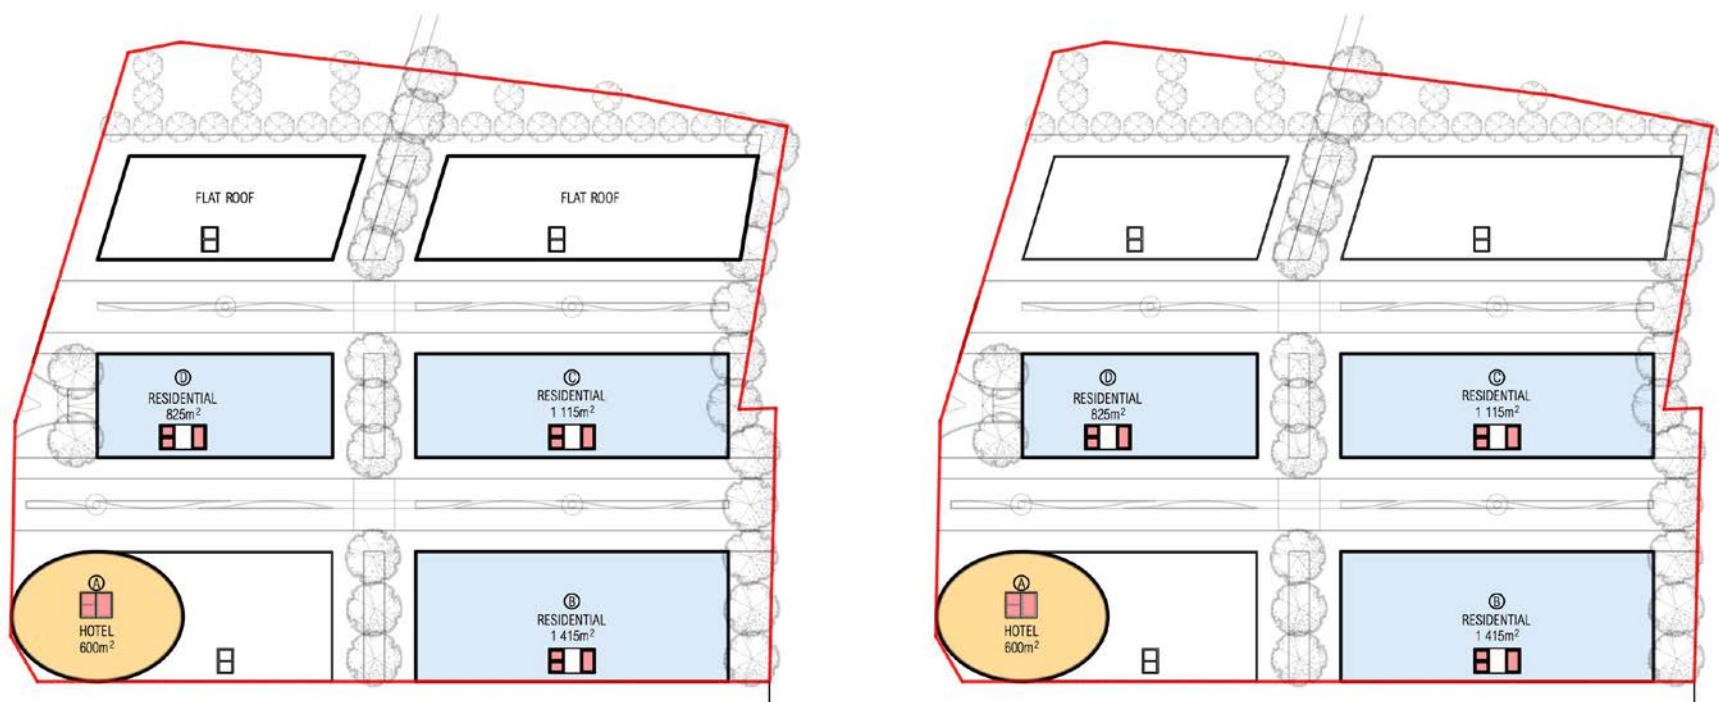 FLAT ROOF
FLAT ROOF
D
RESIDENTIAL
825m²
C
RESIDENTIAL
1 115m²
A
HOTEL
600m²
B
RESIDENTIAL
1 415m²
D
RESIDENTIAL
825m²
C
RESIDENTIAL
1 115m²
A
HOTEL
600m²
B
RESIDENTIAL
1 415m²